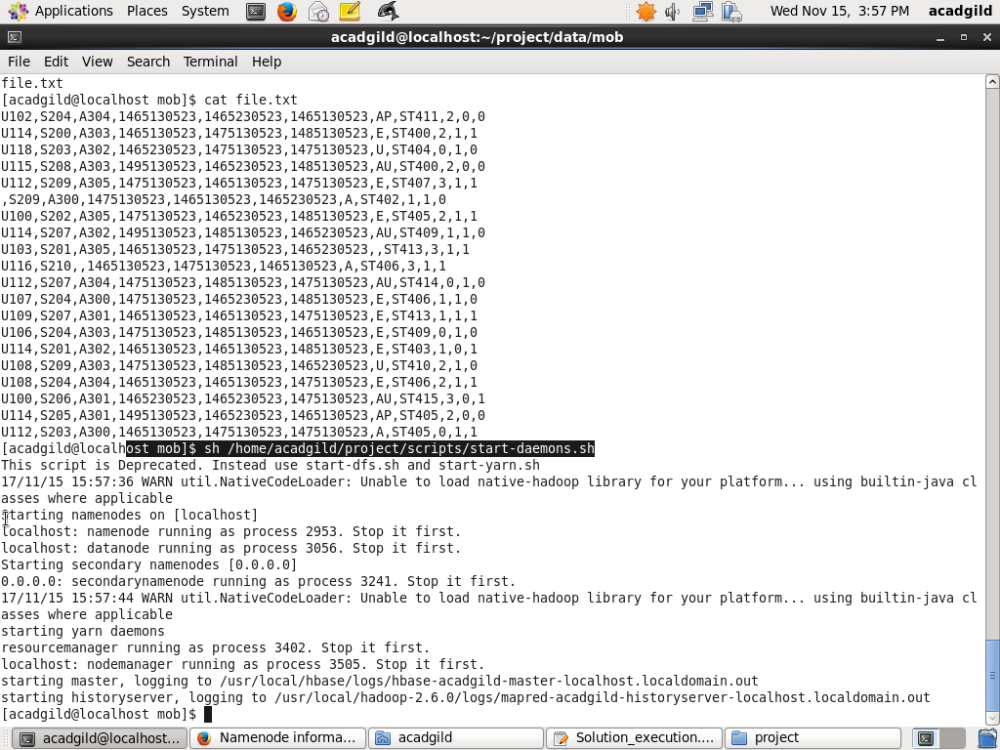 Applications Places System Wed Nov 15, 3:57 PM acadgild
acadgild@localhost:~/project/data/mob
File Edit View Search Terminal Help
file.txt
[acadgild@localhost mob]$ cat file.txt
U102,S204,A304,1465130523,1465230523,1465130523,AP,ST411,2,0,0
U114,S200,A303,1465130523,1475130523,1485130523,E,ST400,2,1,1
U118,S203,A302,1465230523,1475130523,1475130523,U,ST404,0,1,0
U115,S208,A303,1495130523,1465230523,1485130523,AU,ST400,2,0,0
U112,S209,A305,1475130523,1465130523,1475130523,E,ST407,3,1,1
,S209,A300,1475130523,1465130523,1465230523,A,ST402,1,1,0
U100,S202,A305,1475130523,1465230523,1485130523,E,ST405,2,1,1
U114,S207,A302,1495130523,1485130523,1465230523,AU,ST409,1,1,0
U103,S201,A305,1465130523,1475130523,1465230523,,ST413,3,1,1
U116,S210,,1465130523,1475130523,1465130523,A,ST406,3,1,1
U112,S207,A304,1475130523,1485130523,1475130523,AU,ST414,0,1,0
U107,S204,A300,1475130523,1465230523,1485130523,E,ST406,1,1,0
U109,S207,A301,1465130523,1465130523,1475130523,E,ST413,1,1,1
U106,S204,A303,1475130523,1485130523,1465130523,E,ST409,0,1,0
U114,S201,A302,1465130523,1465130523,1485130523,E,ST403,1,0,1
U108,S209,A303,1475130523,1485130523,1465230523,U,ST410,2,1,0
U108,S204,A304,1465130523,1465130523,1475130523,E,ST406,2,1,1
U100,S206,A301,1465230523,1465230523,1475130523,AU,ST415,3,0,1
U114,S205,A301,1495130523,1465230523,1465130523,AP,ST405,2,0,0
U112,S203,A300,1465130523,1475130523,1475130523,A,ST405,0,1,1
[acadgild@localhost mob]$ sh /home/acadgild/project/scripts/start-daemons.sh
This script is Deprecated. Instead use start-dfs.sh and start-yarn.sh
17/11/15 15:57:36 WARN util.NativeCodeLoader: Unable to load native-hadoop library for your platform... using builtin-java cl
asses where applicable
Starting namenodes on [localhost]
localhost: namenode running as process 2953. Stop it first.
localhost: datanode running as process 3056. Stop it first.
Starting secondary namenodes [0.0.0.0]
0.0.0.0: secondarynamenode running as process 3241. Stop it first.
17/11/15 15:57:44 WARN util.NativeCodeLoader: Unable to load native-hadoop library for your platform... using builtin-java cl
asses where applicable
starting yarn daemons
resourcemanager running as process 3402. Stop it first.
localhost: nodemanager running as process 3505. Stop it first.
starting master, logging to /usr/local/hbase/logs/hbase-acadgild-master-localhost.localdomain.out
starting historyserver, logging to /usr/local/hadoop-2.6.0/logs/mapred-acadgild-historyserver-localhost.localdomain.out
[acadgild@localhost mob]$
acadgild@localhost:... Namenode informa... acadgild Solution_execution.... project